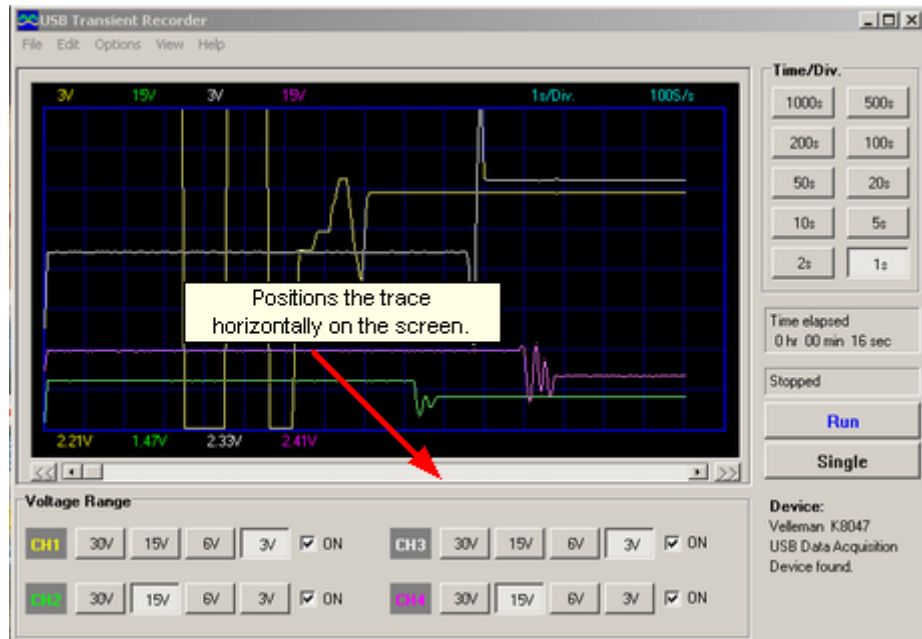 USB Transient Recorder
File Edit Options View Help
3V 15V 3V 15V 1s/Div. 100S/s
Positions the trace
horizontally on the screen.
2.21V 1.47V 2.33V 2.41V
<< >>
Time/Div.
1000s 500s
200s 100s
50s 20s
10s 5s
2s 1s
Time elapsed
0 hr 00 min 16 sec
Stopped
Run
Single
Voltage Range
CH1 30V 15V 6V 3V ON
CH3 30V 15V 6V 3V ON
CH2 30V 15V 6V 3V ON
CH4 30V 15V 6V 3V ON
Device:
Velleman K8047
USB Data Acquisition
Device found.